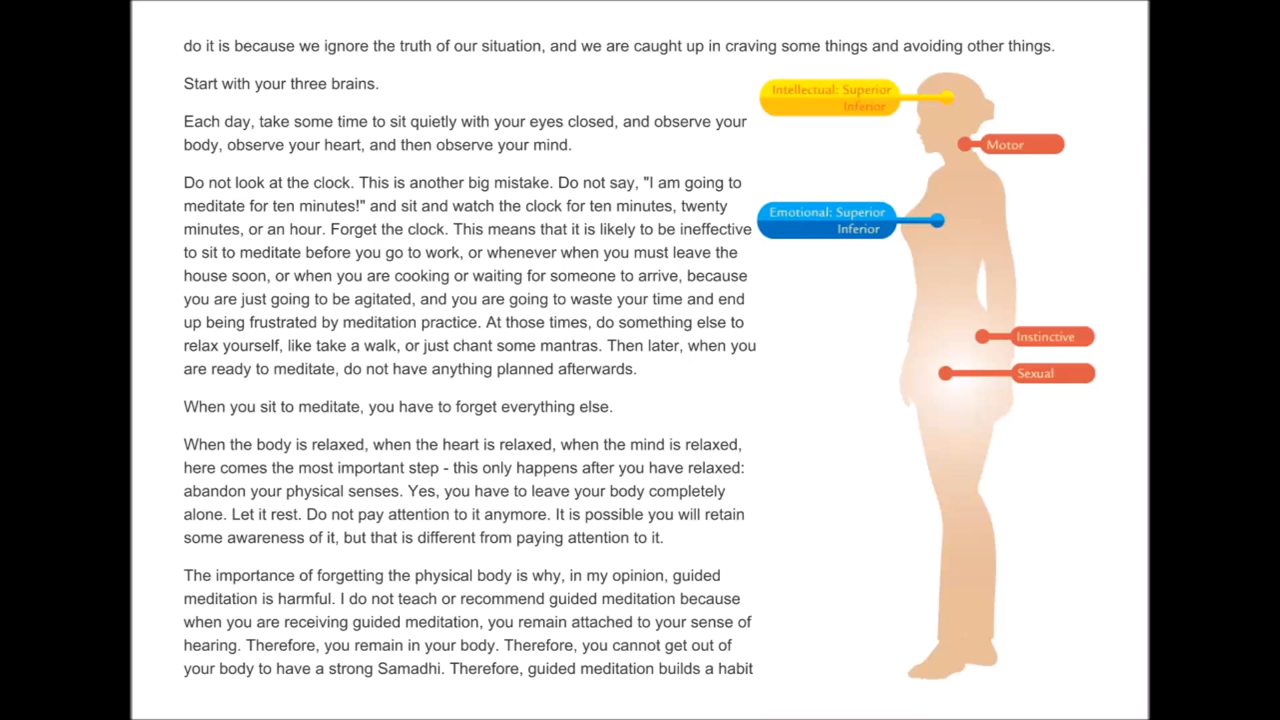 do it is because we ignore the truth of our situation, and we are caught up in craving some things and avoiding other things.
Start with your three brains.
Each day, take some time to sit quietly with your eyes closed, and observe your
body, observe your heart, and then observe your mind.
Do not look at the clock. This is another big mistake. Do not say, "I am going to
meditate for ten minutes!" and sit and watch the clock for ten minutes, twenty
minutes, or an hour. Forget the clock. This means that it is likely to be ineffective
to sit to meditate before you go to work, or whenever when you must leave the
house soon, or when you are cooking or waiting for someone to arrive, because
you are just going to be agitated, and you are going to waste your time and end
up being frustrated by meditation practice. At those times, do something else to
relax yourself, like take a walk, or just chant some mantras. Then later, when you
are ready to meditate, do not have anything planned afterwards.
When you sit to meditate, you have to forget everything else.
When the body is relaxed, when the heart is relaxed, when the mind is relaxed,
here comes the most important step - this only happens after you have relaxed:
abandon your physical senses. Yes, you have to leave your body completely
alone. Let it rest. Do not pay attention to it anymore. It is possible you will retain
some awareness of it, but that is different from paying attention to it.
The importance of forgetting the physical body is why, in my opinion, guided
meditation is harmful. I do not teach or recommend guided meditation because
when you are receiving guided meditation, you remain attached to your sense of
hearing. Therefore, you remain in your body. Therefore, you cannot get out of
your body to have a strong Samadhi. Therefore, guided meditation builds a habit
Intellectual: Superior
Inferior
Motor
Emotional: Superior
Inferior
Instinctive
Sexual